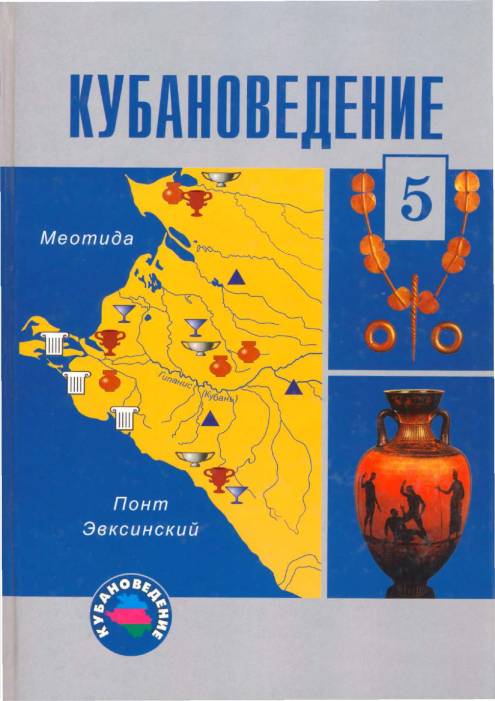 КУБАНОВЕДЕНИЕ
5
Меотида
Гипанис (Кубань)
Понт
Эвксинский
КУБАНОВЕДЕНИЕ